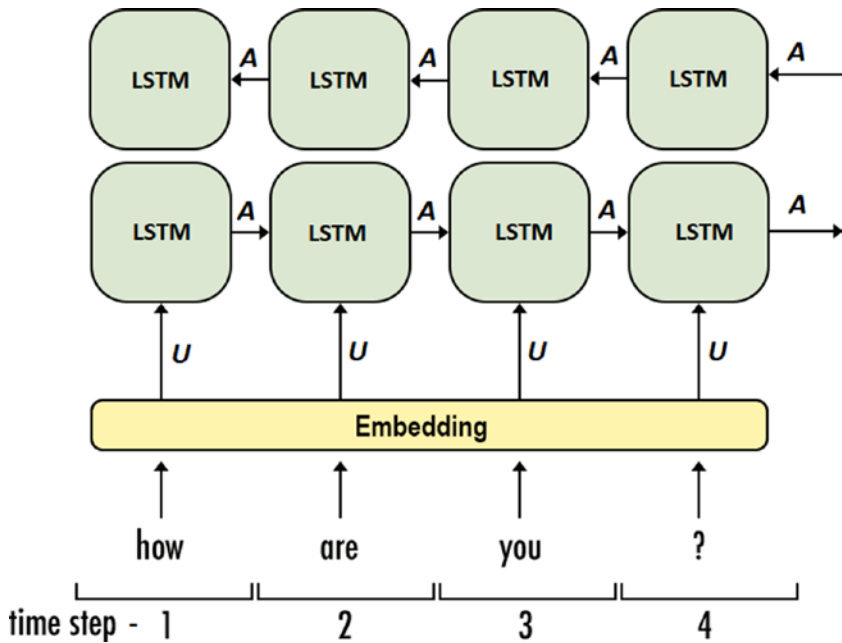 A A A A
LSTM LSTM LSTM LSTM
A A A A
LSTM LSTM LSTM LSTM
U U U U
Embedding
how are you ?
time step - 1 2 3 4